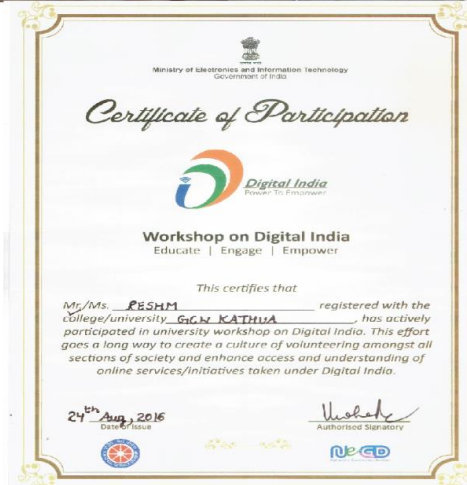 Ministry of Electronics and Information Technology
Government of India
Certificate of Participation
Digital India
Power To Empower
Workshop on Digital India
Educate | Engage | Empower
This certifies that
Mr./Ms. RESHM registered with the
college/university GCW KATHUA, has actively
participated in university workshop on Digital India. This effort
goes a long way to create a culture of volunteering amongst all
sections of society and enhance access and understanding of
online services/initiatives taken under Digital India.
24th Aug, 2016
Date of Issue
Authorised Signatory
NeGD